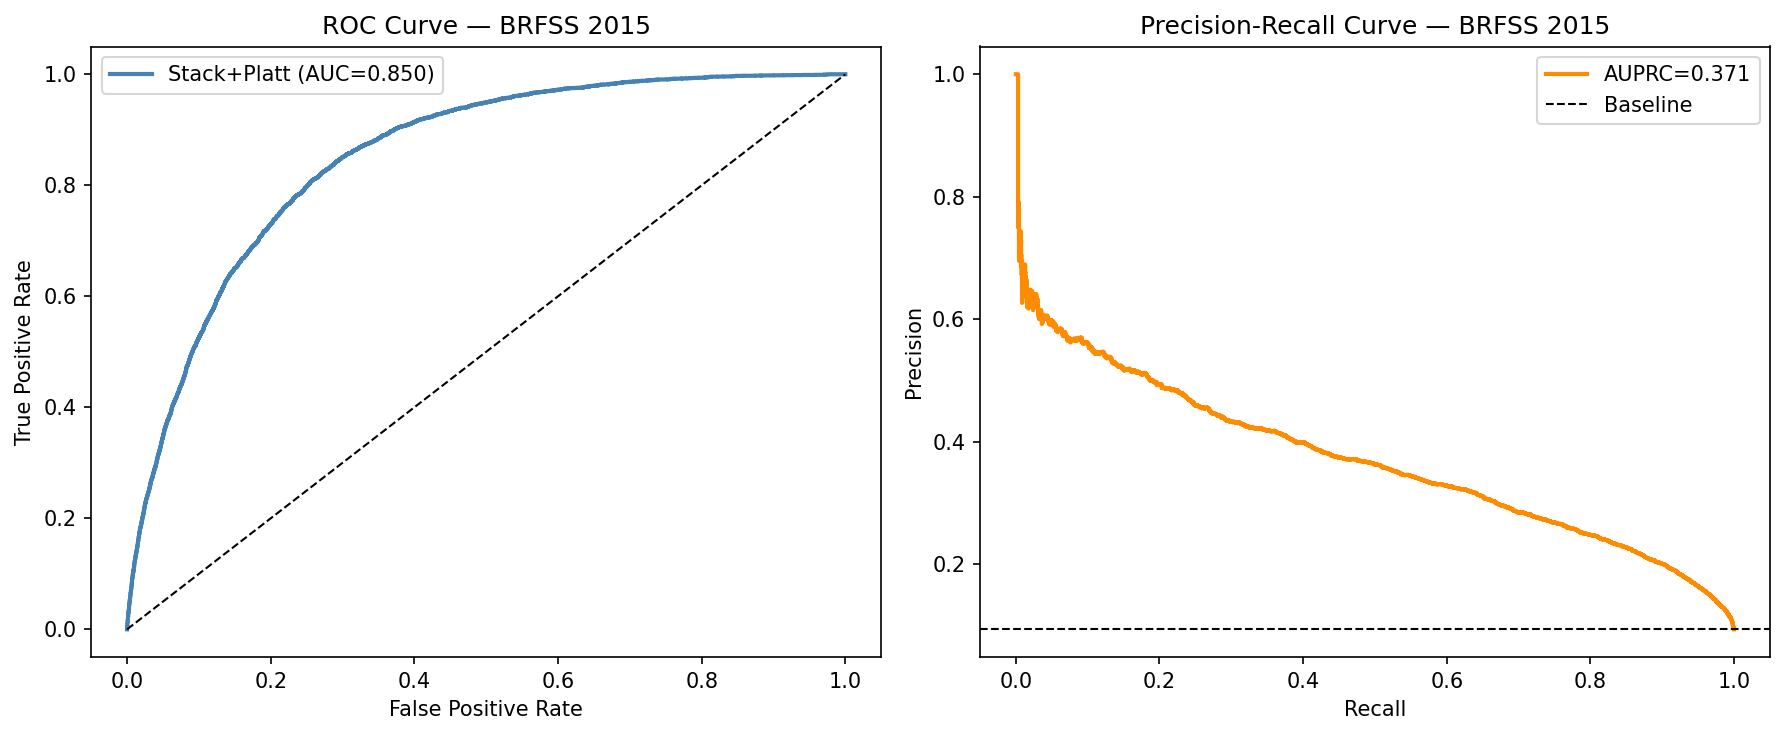 ROC Curve — BRFSS 2015
Stack+Platt (AUC=0.850)
True Positive Rate
1.0
0.8
0.6
0.4
0.2
0.0
0.0 0.2 0.4 0.6 0.8 1.0
False Positive Rate
Precision-Recall Curve — BRFSS 2015
AUPRC=0.371
Baseline
Precision
1.0
0.8
0.6
0.4
0.2
0.0 0.2 0.4 0.6 0.8 1.0
Recall